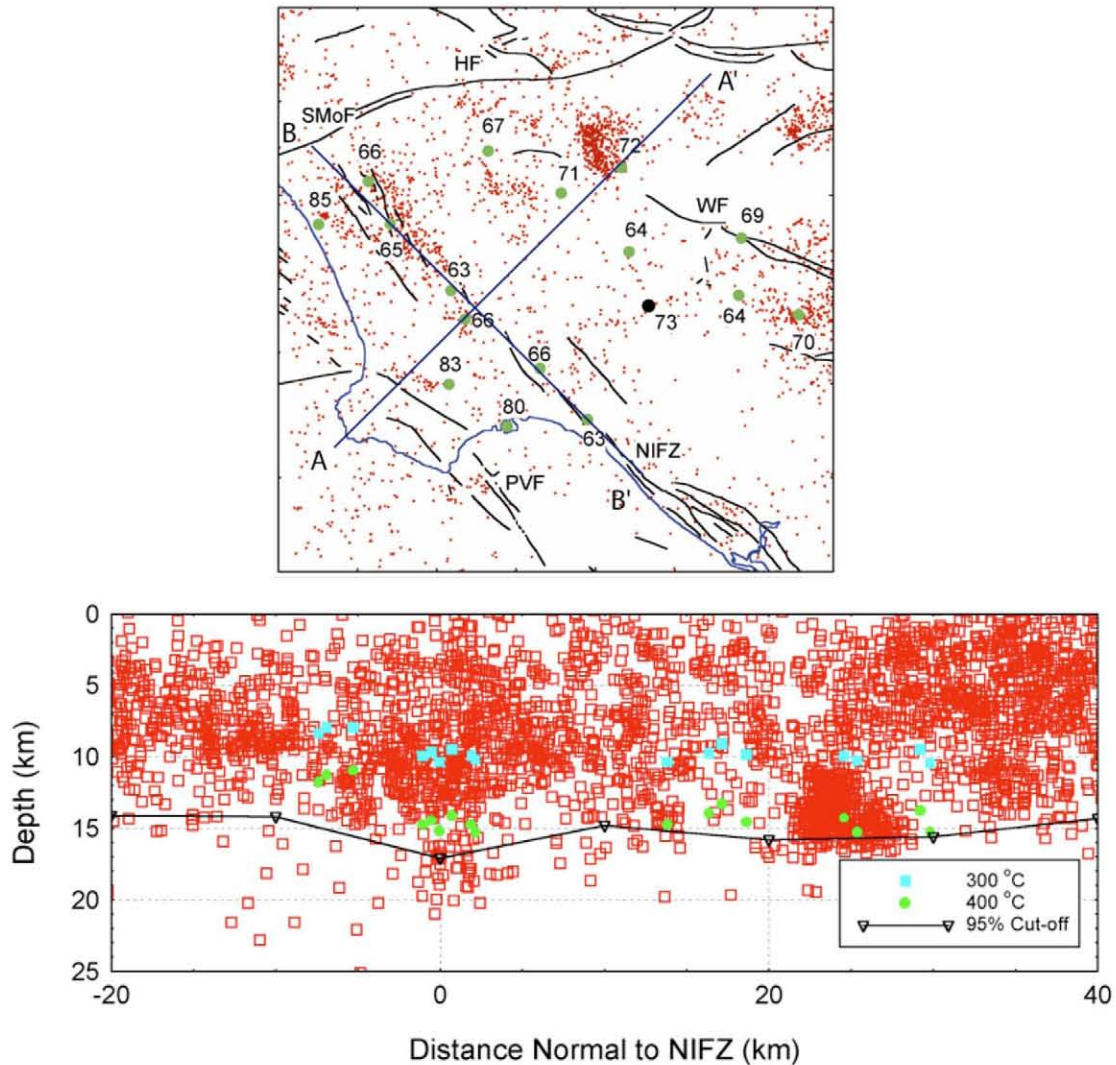 HF
A'
SMoF
67
B
72
66
71
85
WF
69
64
65
63
66
73
64
70
83
66
80
63
NIFZ
A
PVF
B'
0
5
10
15
20
25
Depth (km)
300 °C
400 °C
95% Cut-off
-20 0 20 40
Distance Normal to NIFZ (km)